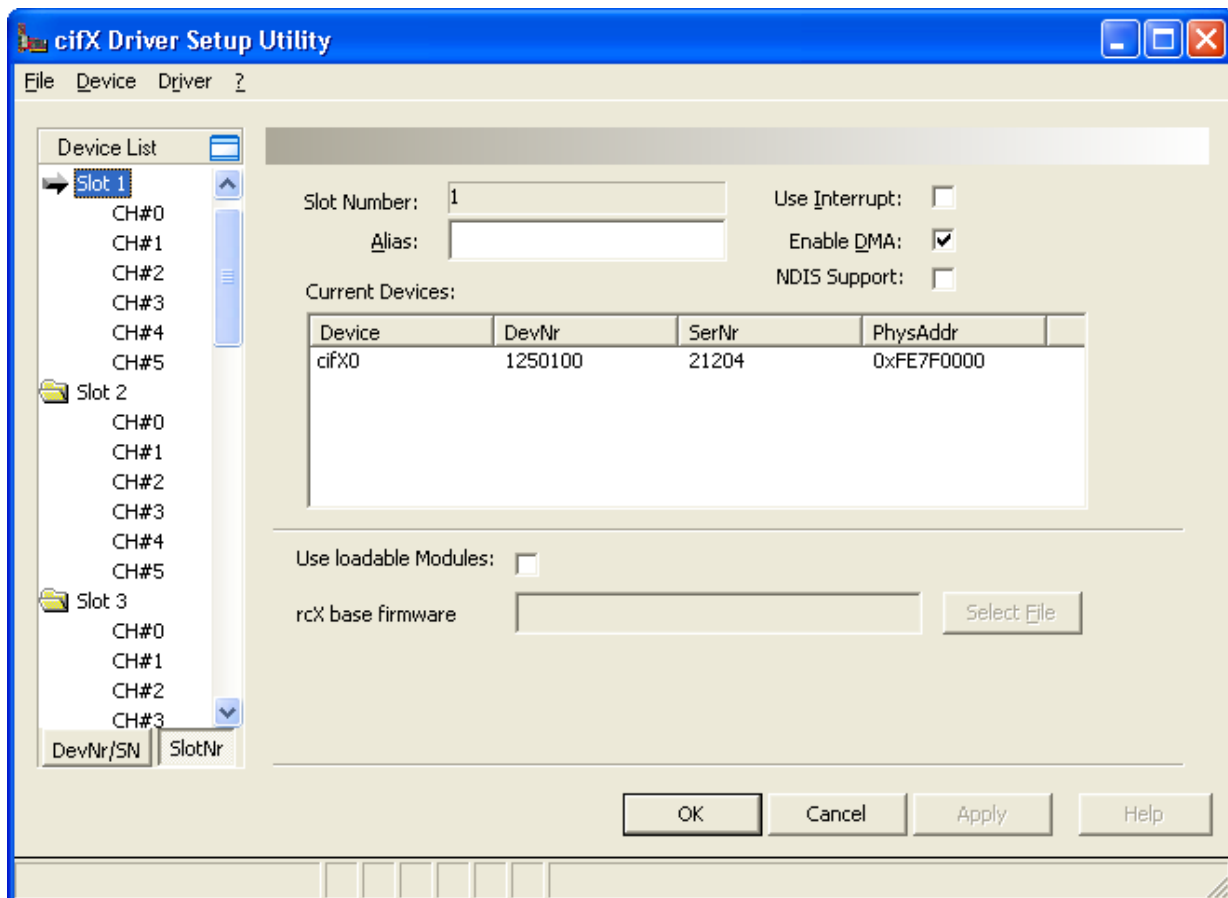 cifX Driver Setup Utility
File Device Driver ?
Device List
Slot 1
CH#0
CH#1
CH#2
CH#3
CH#4
CH#5
Slot 2
CH#0
CH#1
CH#2
CH#3
CH#4
CH#5
Slot 3
CH#0
CH#1
CH#2
CH#3
DevNr/SN SlotNr
Slot Number: 1
Alias:
Use Interrupt:
Enable DMA:
NDIS Support:
Current Devices:
Device DevNr SerNr PhysAddr
cifX0 1250100 21204 0xFE7F0000
Use loadable Modules:
rcX base firmware
Select File
OK Cancel Apply Help